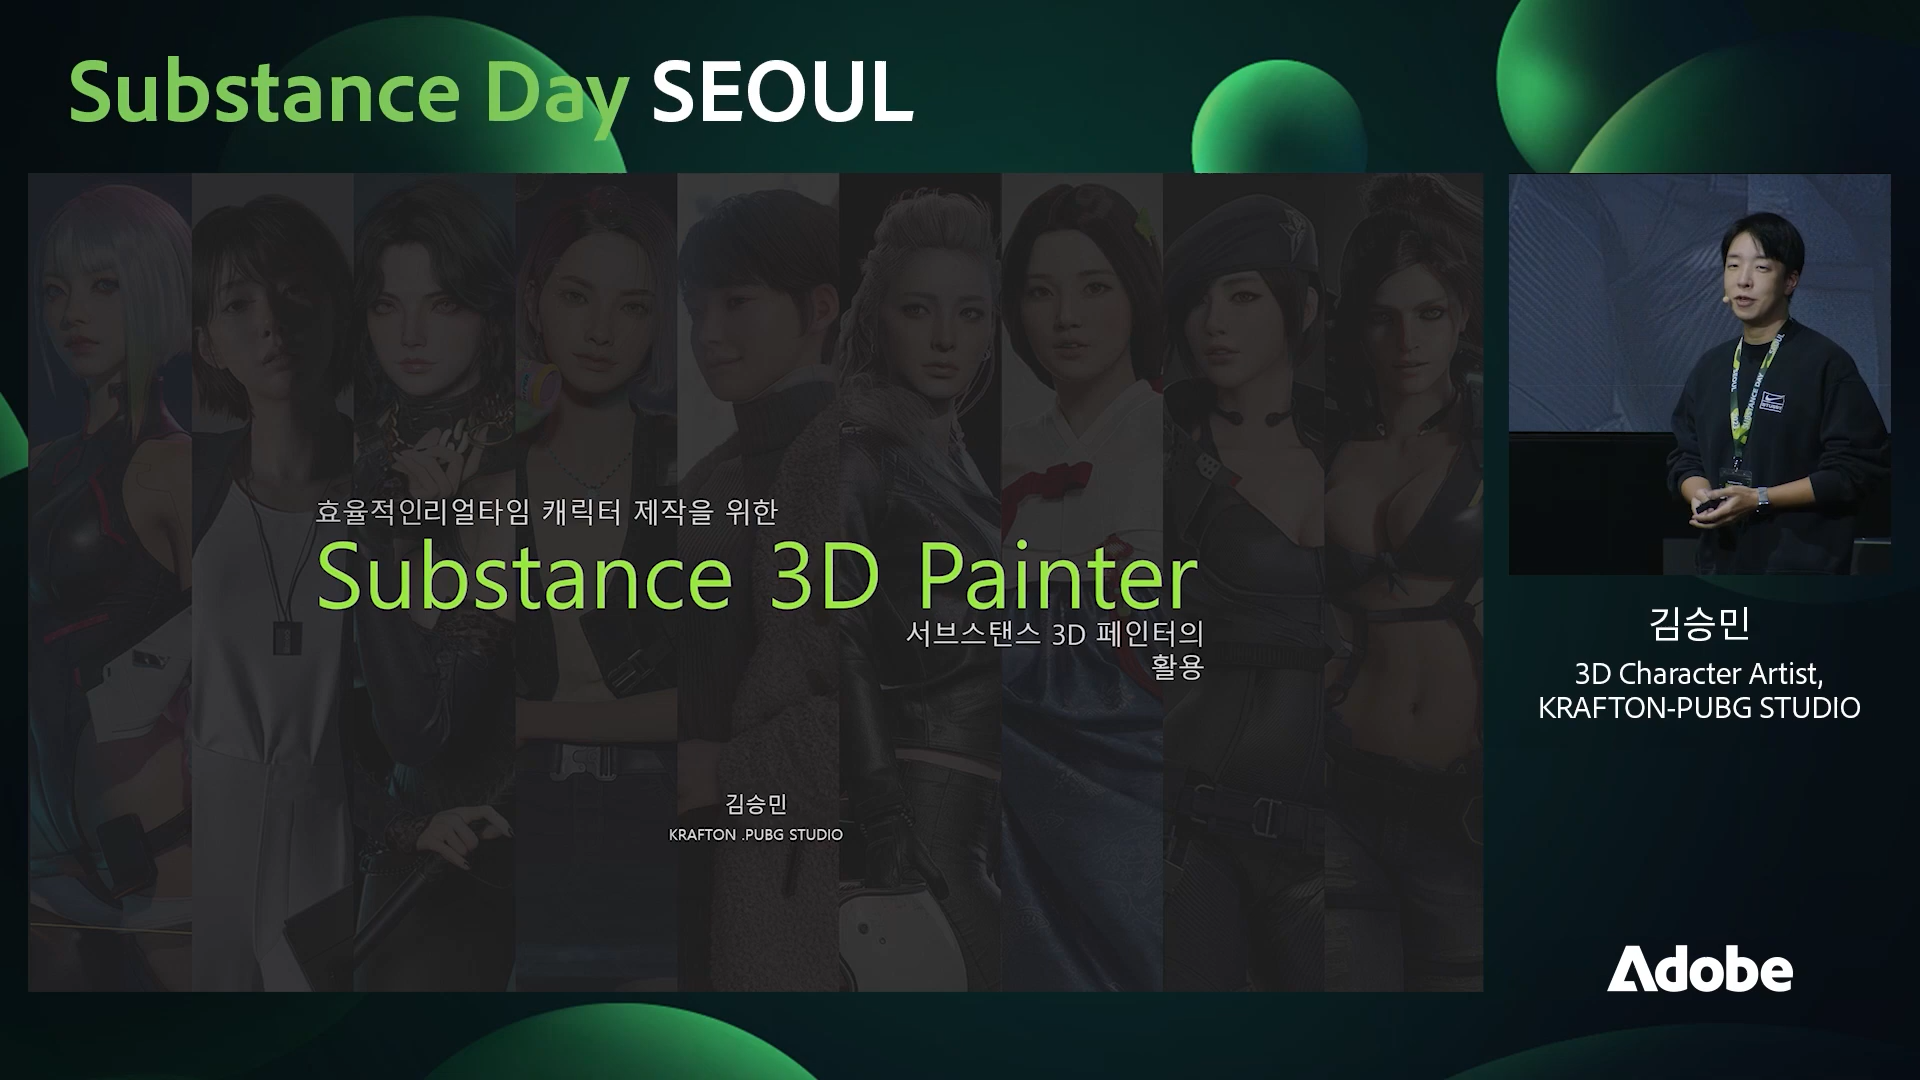 Substance Day SEOUL
효율적인리얼타임 캐릭터 제작을 위한
Substance 3D Painter
서브스탠스 3D 페인터의
활용
김승민
KRAFTON .PUBG STUDIO
김승민
3D Character Artist,
KRAFTON-PUBG STUDIO
Adobe